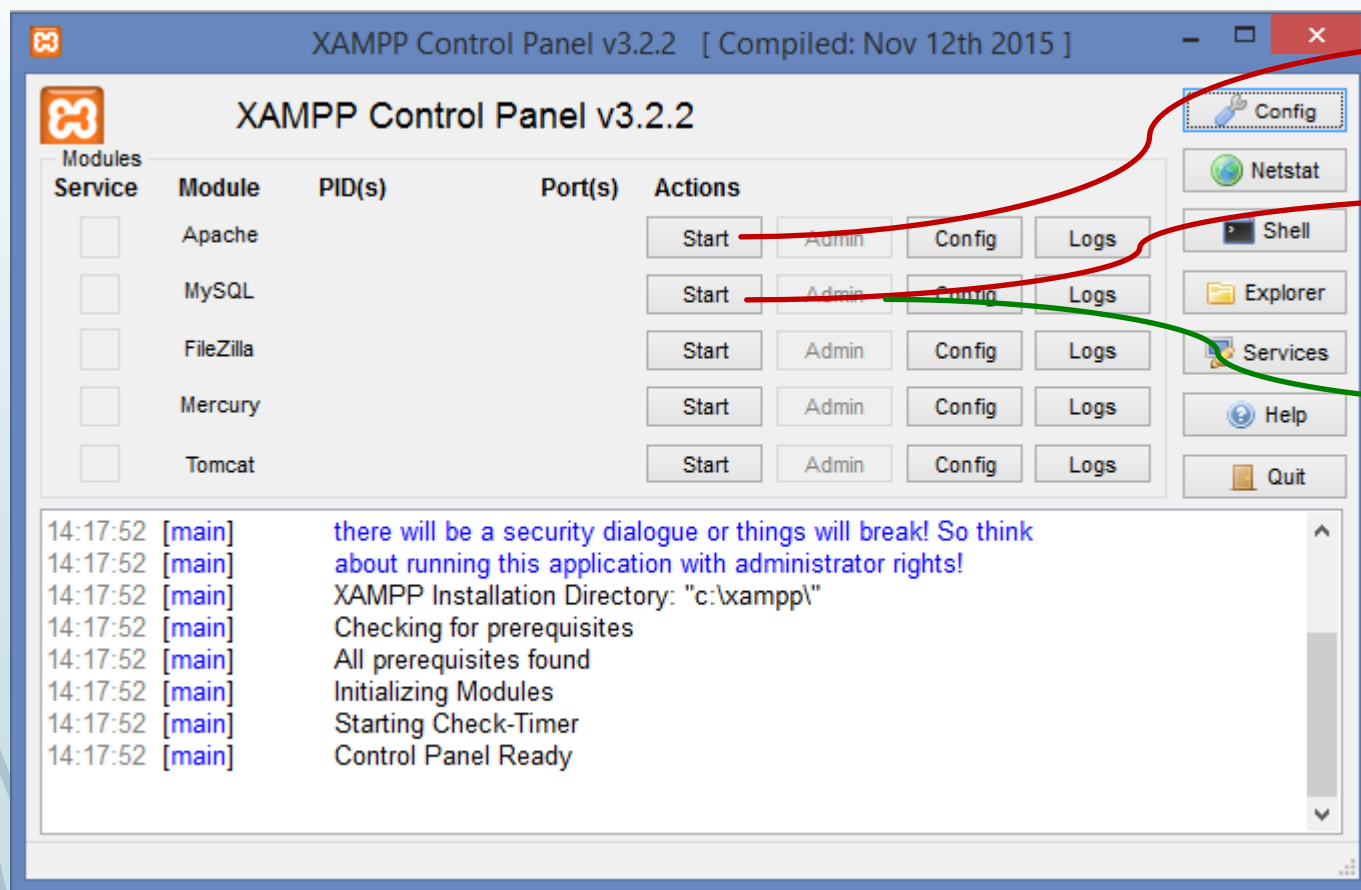 XAMPP Control Panel v3.2.2 [ Compiled: Nov 12th 2015 ]
XAMPP Control Panel v3.2.2
Config
Modules
Netstat
Service Module PID(s) Port(s) Actions
Apache Start Admin Config Logs
Shell
MySQL Start Admin Config Logs
Explorer
FileZilla Start Admin Config Logs
Services
Mercury Start Admin Config Logs
Help
Tomcat Start Admin Config Logs
Quit
14:17:52 [main] there will be a security dialogue or things will break! So think
14:17:52 [main] about running this application with administrator rights!
14:17:52 [main] XAMPP Installation Directory: "c:\xampp\"
14:17:52 [main] Checking for prerequisites
14:17:52 [main] All prerequisites found
14:17:52 [main] Initializing Modules
14:17:52 [main] Starting Check-Timer
14:17:52 [main] Control Panel Ready